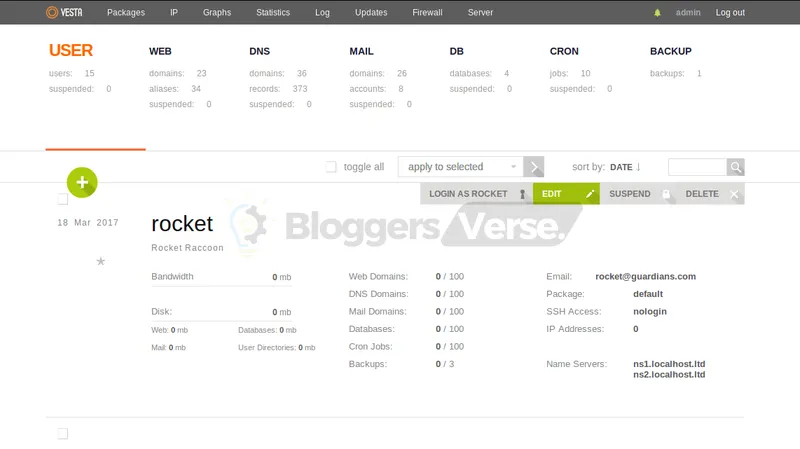 VESTA Packages IP Graphs Statistics Log Updates Firewall Server admin Log out
USER WEB DNS MAIL DB CRON BACKUP
users: 15 domains: 23 domains: 36 domains: 26 databases: 4 jobs: 10 backups: 1
suspended: 0 aliases: 34 records: 373 accounts: 8 suspended: 0 suspended: 0
suspended: 0 suspended: 0 suspended: 0
toggle all apply to selected sort by: DATE ↓
LOGIN AS ROCKET EDIT SUSPEND DELETE
18 Mar 2017 rocket
BloggersVerse.
Rocket Raccoon
Bandwidth 0 mb Web Domains: 0 / 100 Email: rocket@guardians.com
DNS Domains: 0 / 100 Package: default
Disk: 0 mb Mail Domains: 0 / 100 SSH Access: nologin
Web: 0 mb Databases: 0 mb Databases: 0 / 100 IP Addresses: 0
Mail: 0 mb User Directories: 0 mb Cron Jobs: 0 / 100
Backups: 0 / 3 Name Servers: ns1.localhost.ltd
ns2.localhost.ltd